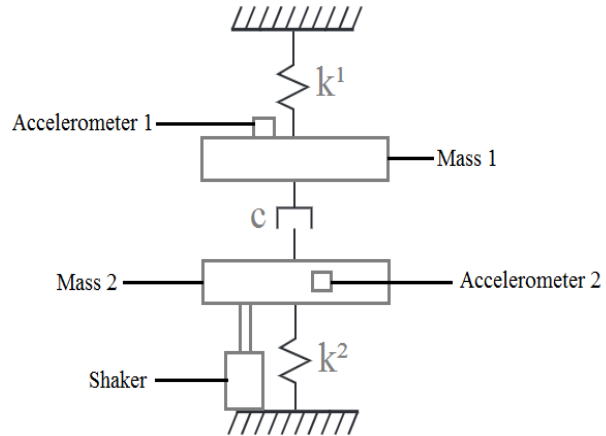 k¹
Accelerometer 1
Mass 1
c
Mass 2
Accelerometer 2
k²
Shaker